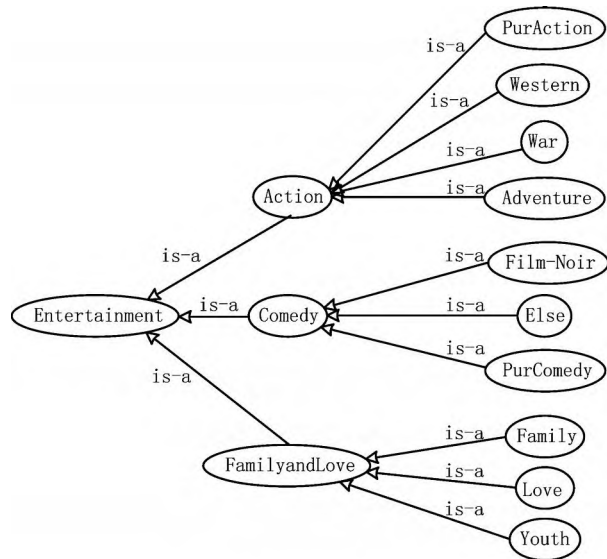 PurAction
is-a
Western
is-a
War
is-a
is-a
Adventure
Action
is-a
is-a
Film-Noir
is-a
Entertainment
is-a
Comedy
Else
is-a
PurComedy
is-a
is-a
Family
FamilyandLove
is-a
Love
is-a
Youth